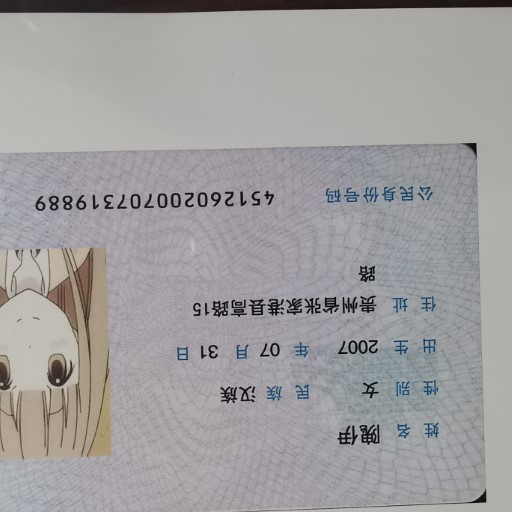 姓名 隗伊
性别 女 民族 汉族
出生 2007 年 07 月 31 日
住址 贵州省张家港县高路15
路
公民身份号码 451260200707319889